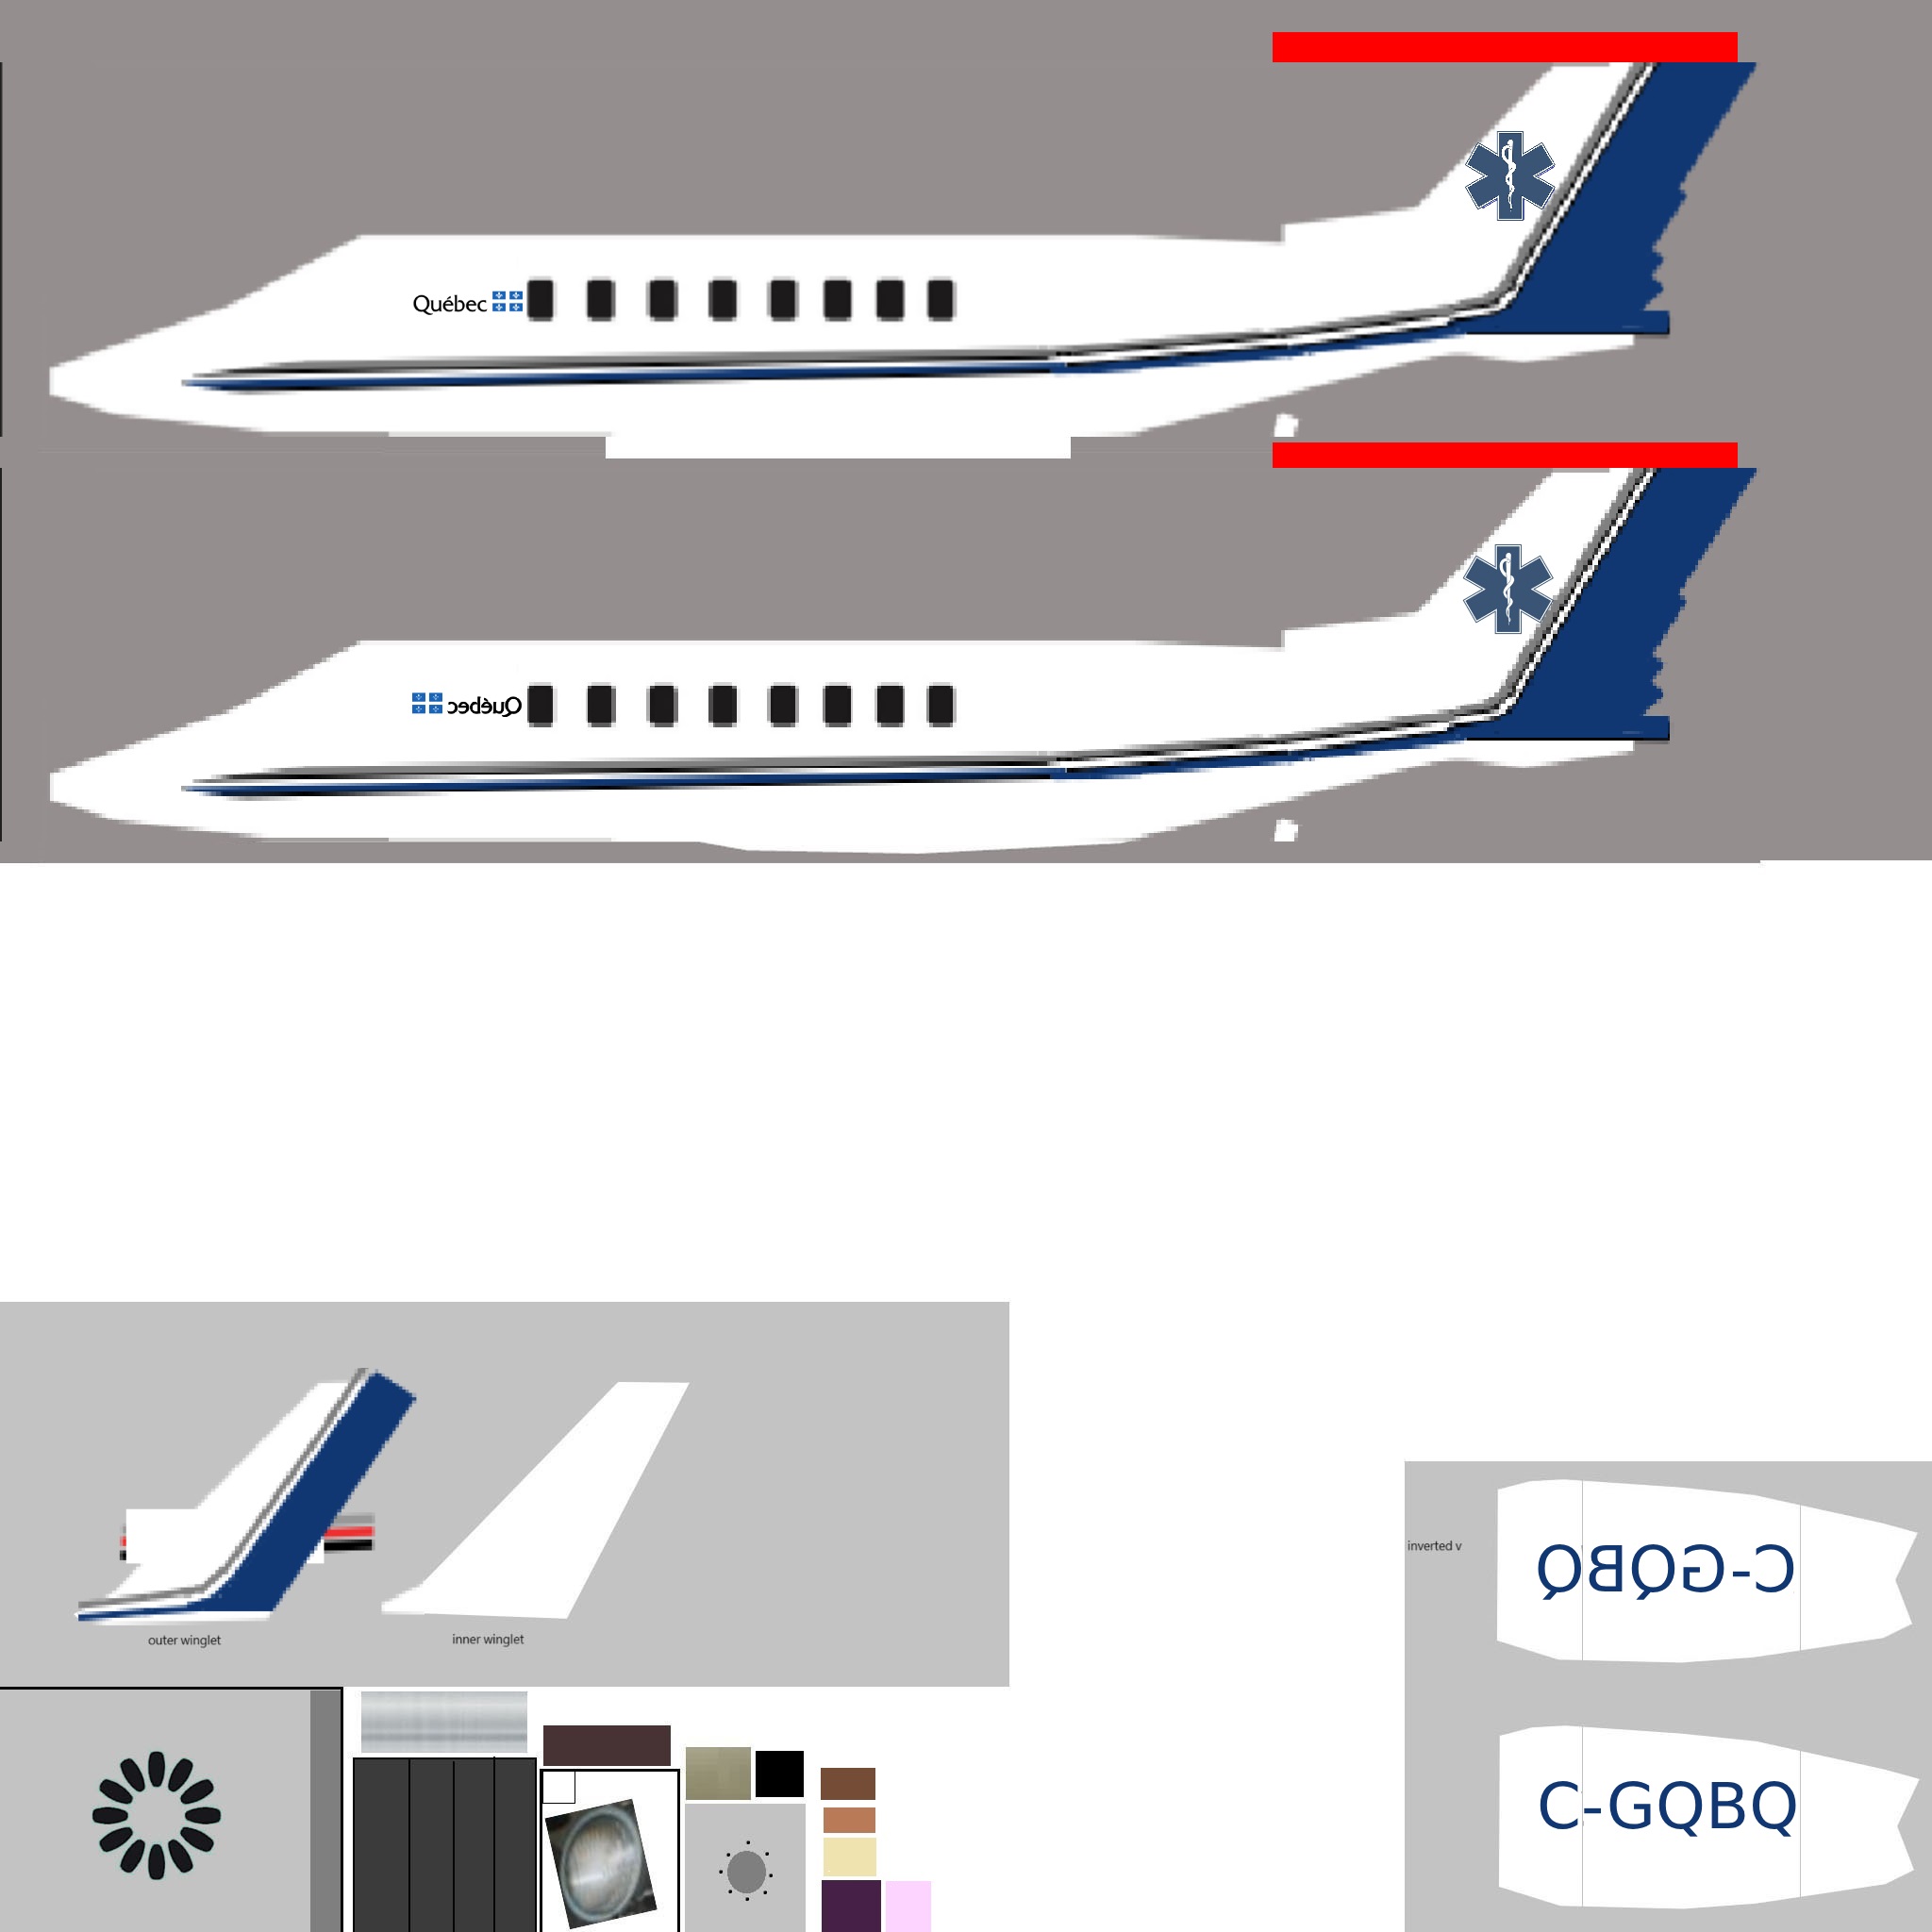 Québec
Québec
outer winglet
inner winglet
inverted v
C-GQBQ
C-GQBQ